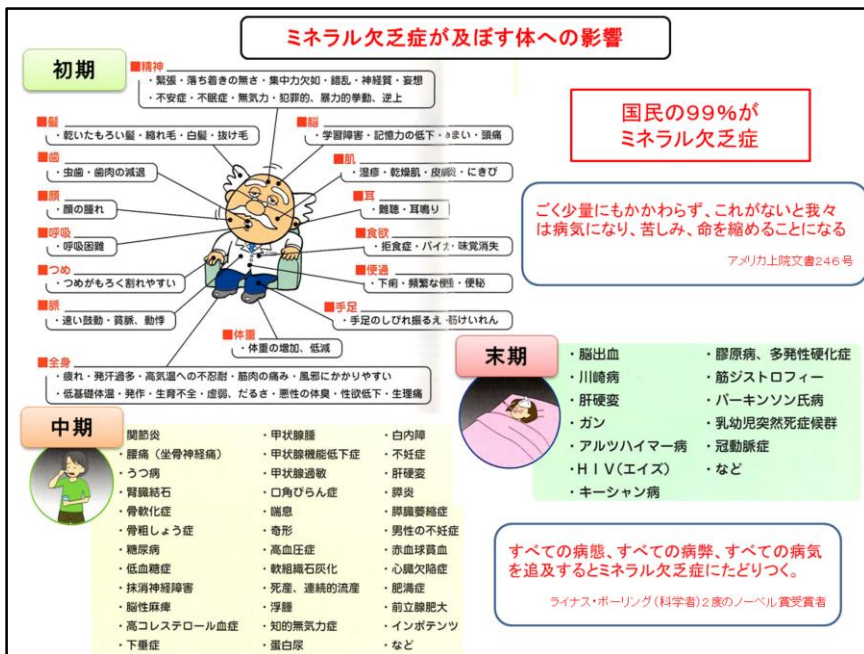 ミネラル欠乏症が及ぼす体への影響
初期
■精神
・緊張・落ち着きの無さ・集中力欠如・錯乱・神経質・妄想
・不安症・不眠症・無気力・犯罪的、暴力的挙動、逆上
■髪
・乾いたもろい髪・縮れ毛・白髪・抜け毛
■歯
・虫歯・歯肉の減退
■顔
・顔の腫れ
■呼吸
・呼吸困難
■つめ
・つめがもろく割れやすい
■脈
・速い鼓動・貧脈、動悸
■脳
・学習障害・記憶力の低下・めまい・頭痛
■肌
・湿疹・乾燥肌・皮膚炎・にきび
■耳
・難聴・耳鳴り
■食欲
・拒食症・パイカ・味覚消失
■便通
・下痢・頻繁な便通・便秘
■手足
・手足のしびれ振るえ・筋けいれん
■体重
・体重の増加、低減
■全身
・疲れ・発汗過多・高気温への不忍耐・筋肉の痛み・風邪にかかりやすい
・低基礎体温・発作・生育不全・虚弱、だるさ・悪性の体臭・性欲低下・生理痛
国民の99%が
ミネラル欠乏症
ごく少量にもかかわらず、これがないと我々
は病気になり、苦しみ、命を縮めることになる
アメリカ上院文書246号
中期
・関節炎
・腰痛(坐骨神経痛)
・うつ病
・腎臓結石
・骨軟化症
・骨粗しょう症
・糖尿病
・低血糖症
・抹消神経障害
・脳性麻痺
・高コレステロール血症
・下垂症
・甲状腺腫
・甲状腺機能低下症
・甲状腺過敏
・口角びらん症
・喘息
・奇形
・高血圧症
・軟組織石灰化
・死産、連続的流産
・浮腫
・知的無気力症
・蛋白尿
・白内障
・不妊症
・肝硬変
・膵炎
・膵臓萎縮症
・男性の不妊症
・赤血球貧血
・心臓欠陥症
・肥満症
・前立腺肥大
・インポテンツ
・など
末期
・脳出血
・川崎病
・肝硬変
・ガン
・アルツハイマー病
・HIV(エイズ)
・キーシャン病
・膠原病、多発性硬化症
・筋ジストロフィー
・パーキンソン氏病
・乳幼児突然死症候群
・冠動脈症
・など
すべての病態、すべての病弊、すべての病気
を追及するとミネラル欠乏症にたどりつく。
ライナス・ポーリング(科学者)2度のノーベル賞受賞者